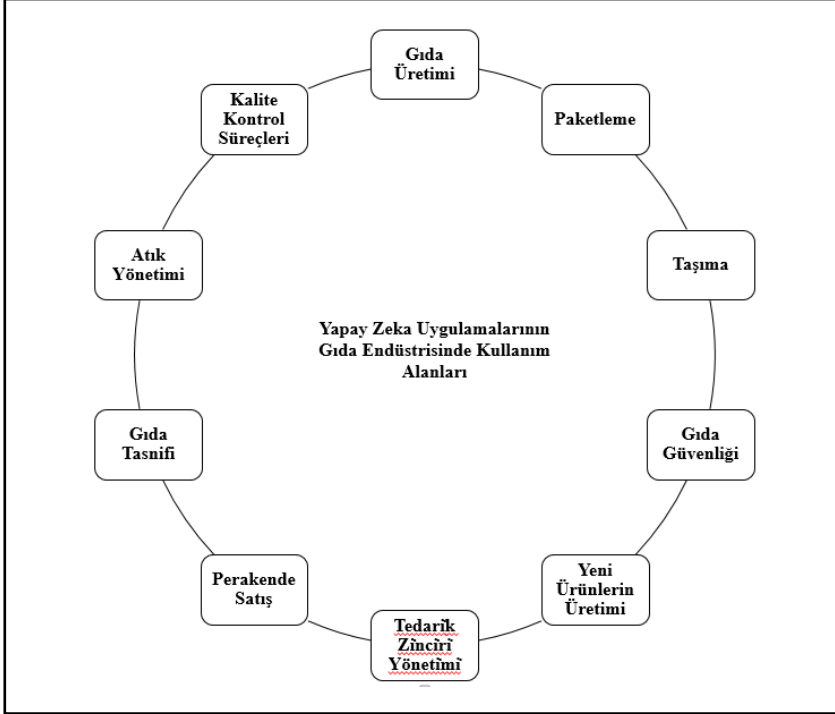 Gıda
Üretimi
Paketleme
Taşıma
Gıda
Güvenliği
Yeni
Ürünlerin
Üretimi
Tedarik
Zinciri
Yönetimi
Perakende
Satış
Gıda
Tasnifi
Atık
Yönetimi
Kalite
Kontrol
Süreçleri
Yapay Zeka Uygulamalarının
Gıda Endüstrisinde Kullanım
Alanları